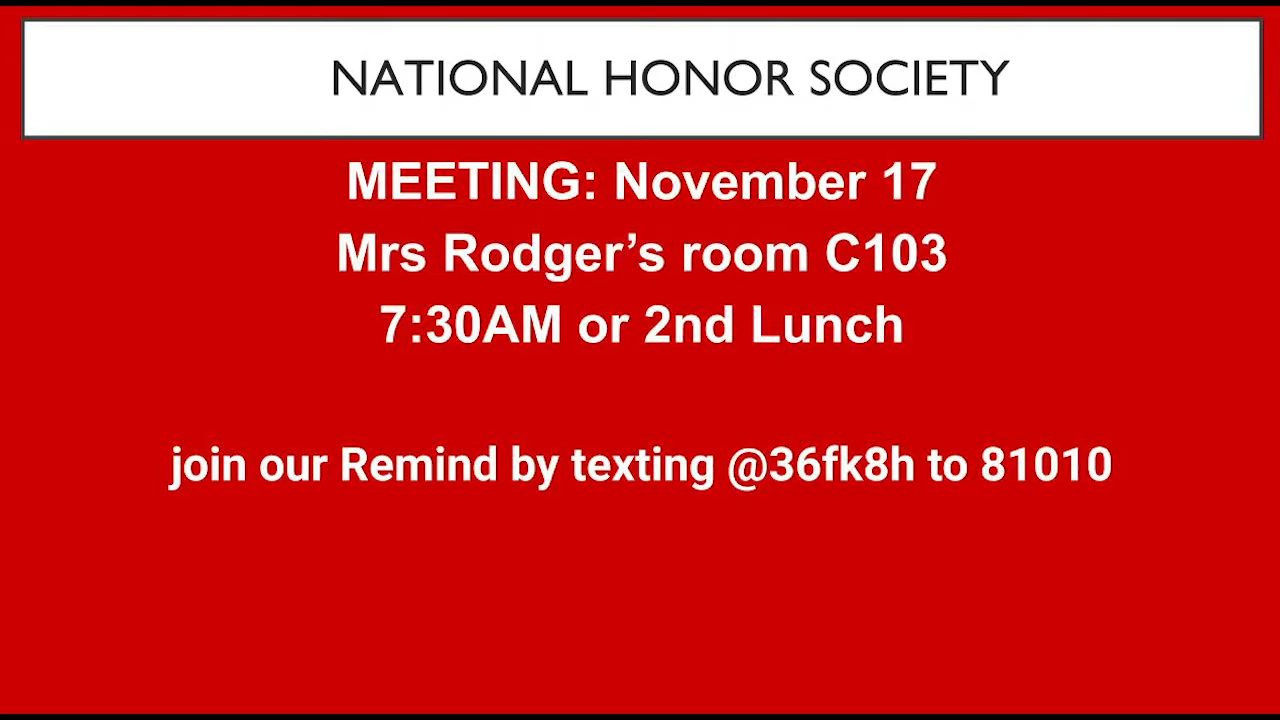 NATIONAL HONOR SOCIETY
MEETING: November 17
Mrs Rodger’s room C103
7:30AM or 2nd Lunch
join our Remind by texting @36fk8h to 81010